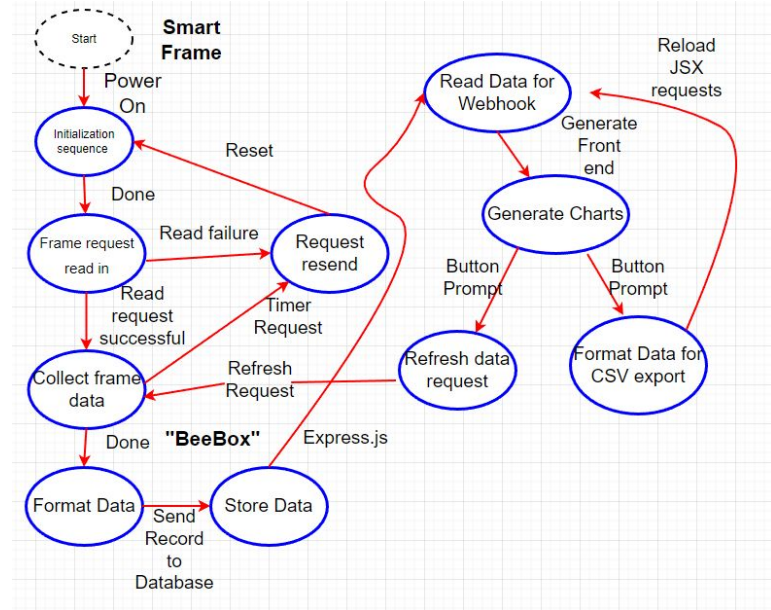 Start
Smart
Frame
Power
On
Initialization
sequence
Done
Reset
Frame request
read in
Read failure
Request
resend
Read
request
successful
Timer
Request
Collect frame
data
Refresh
Request
Done
"BeeBox"
Express.js
Format Data
Send
Record
to
Database
Store Data
Read Data for
Webhook
Reload
JSX
requests
Generate
Front
end
Generate Charts
Button
Prompt
Button
Prompt
Refresh data
request
Format Data for
CSV export